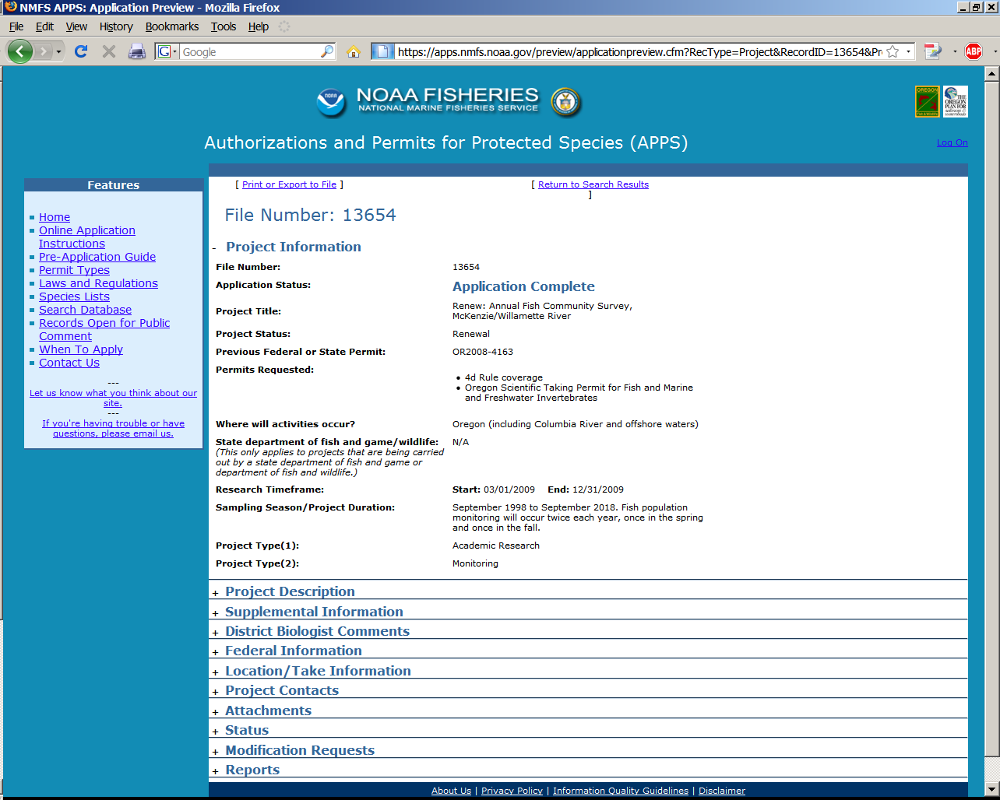 NMFS APPS: Application Preview - Mozilla Firefox
File Edit View History Bookmarks Tools Help
G Google https://apps.nmfs.noaa.gov/preview/applicationpreview.cfm?RecType=Project&RecordID=13654&Pr ABP
NOAA
NOAA FISHERIES
NATIONAL MARINE FISHERIES SERVICE
OREGON
Fish & Wildlife
THE
OREGON
PLAN FOR
Authorizations and Permits for Protected Species (APPS)
Log On
Features
Home
Online Application
Instructions
Pre-Application Guide
Permit Types
Laws and Regulations
Species Lists
Search Database
Records Open for Public
Comment
When To Apply
Contact Us
---
Let us know what you think about our
site.
---
If you're having trouble or have
questions, please email us.
[ Print or Export to File ] [ Return to Search Results
]
File Number: 13654
- Project Information
File Number: 13654
Application Status: Application Complete
Project Title: Renew: Annual Fish Community Survey,
McKenzie/Willamette River
Project Status: Renewal
Previous Federal or State Permit: OR2008-4163
Permits Requested:
• 4d Rule coverage
• Oregon Scientific Taking Permit for Fish and Marine
and Freshwater Invertebrates
Where will activities occur? Oregon (including Columbia River and offshore waters)
State department of fish and game/wildlife: N/A
(This only applies to projects that are being carried
out by a state department of fish and game or
department of fish and wildlife.)
Research Timeframe: Start: 03/01/2009 End: 12/31/2009
Sampling Season/Project Duration: September 1998 to September 2018. Fish population
monitoring will occur twice each year, once in the spring
and once in the fall.
Project Type(1): Academic Research
Project Type(2): Monitoring
+ Project Description
+ Supplemental Information
+ District Biologist Comments
+ Federal Information
+ Location/Take Information
+ Project Contacts
+ Attachments
+ Status
+ Modification Requests
+ Reports
About Us | Privacy Policy | Information Quality Guidelines | Disclaimer